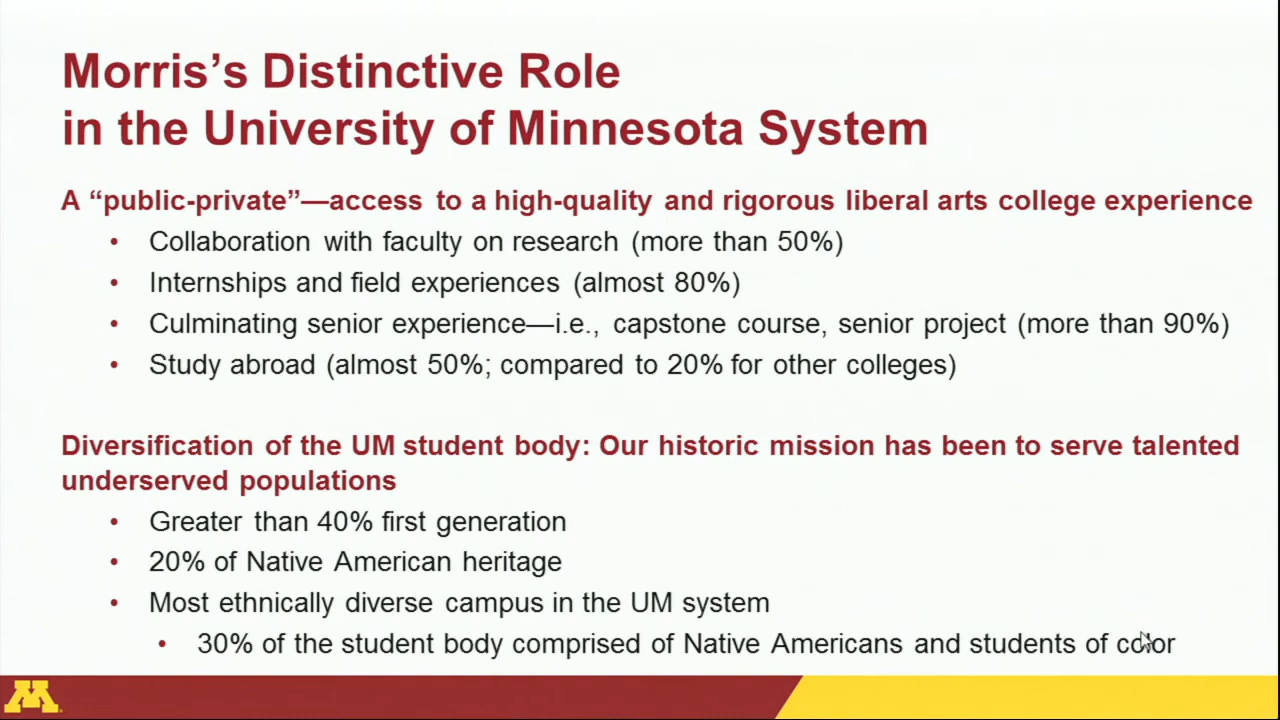 Morris’s Distinctive Role
in the University of Minnesota System
A “public-private”—access to a high-quality and rigorous liberal arts college experience
• Collaboration with faculty on research (more than 50%)
• Internships and field experiences (almost 80%)
• Culminating senior experience—i.e., capstone course, senior project (more than 90%)
• Study abroad (almost 50%; compared to 20% for other colleges)
Diversification of the UM student body: Our historic mission has been to serve talented
underserved populations
• Greater than 40% first generation
• 20% of Native American heritage
• Most ethnically diverse campus in the UM system
• 30% of the student body comprised of Native Americans and students of color
M